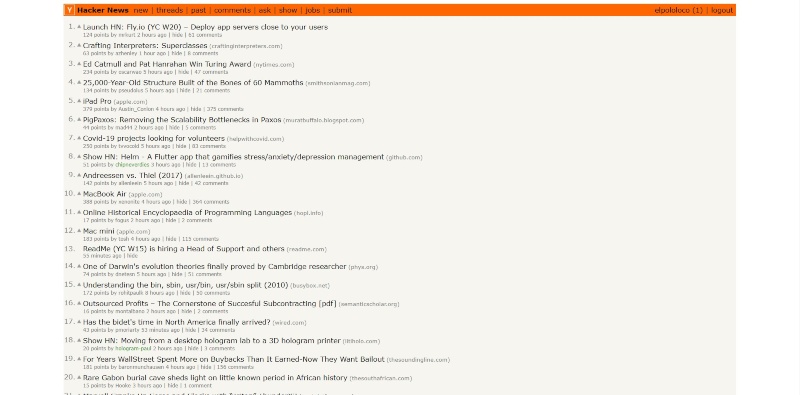 Y Hacker News new | threads | past | comments | ask | show | jobs | submit elpololoco (1) | logout
1. Launch HN: Fly.io (YC W20) – Deploy app servers close to your users
124 points by mrkurt 2 hours ago | hide | 61 comments
2. Crafting Interpreters: Superclasses (craftinginterpreters.com)
63 points by azhenley 1 hour ago | hide | 8 comments
3. Ed Catmull and Pat Hanrahan Win Turing Award (nytimes.com)
234 points by oscarwao 5 hours ago | hide | 47 comments
4. 25,000-Year-Old Structure Built of the Bones of 60 Mammoths (smithsonianmag.com)
134 points by pseudolus 5 hours ago | hide | 21 comments
5. iPad Pro (apple.com)
379 points by Austin_Conlon 4 hours ago | hide | 375 comments
6. PigPaxos: Removing the Scalability Bottlenecks in Paxos (muratbuffalo.blogspot.com)
44 points by mad44 2 hours ago | hide | 5 comments
7. Covid-19 projects looking for volunteers (helpwithcovid.com)
250 points by tvvocold 5 hours ago | hide | 83 comments
8. Show HN: Helm - A Flutter app that gamifies stress/anxiety/depression management (github.com)
51 points by chipneverdies 3 hours ago | hide | 13 comments
9. Andreessen vs. Thiel (2017) (allenleein.github.io)
142 points by allenleein 5 hours ago | hide | 42 comments
10. MacBook Air (apple.com)
388 points by xenonite 4 hours ago | hide | 364 comments
11. Online Historical Encyclopaedia of Programming Languages (hopl.info)
17 points by fogus 2 hours ago | hide | 2 comments
12. Mac mini (apple.com)
183 points by tosh 4 hours ago | hide | 115 comments
13. ReadMe (YC W15) is hiring a Head of Support and others (readme.com)
55 minutes ago | hide
14. One of Darwin's evolution theories finally proved by Cambridge researcher (phys.org)
74 points by dnetesn 5 hours ago | hide | 51 comments
15. Understanding the bin, sbin, usr/bin, usr/sbin split (2010) (busybox.net)
172 points by rohitpaulk 8 hours ago | hide | 50 comments
16. Outsourced Profits – The Cornerstone of Succesful Subcontracting [pdf] (semanticscholar.org)
16 points by montalbano 2 hours ago | hide | 2 comments
17. Has the bidet's time in North America finally arrived? (wired.com)
43 points by pmoriarty 53 minutes ago | hide | 34 comments
18. Show HN: Moving from a desktop hologram lab to a 3D hologram printer (litiholo.com)
20 points by hologram-paul 2 hours ago | hide | 3 comments
19. For Years WallStreet Spent More on Buybacks Than It Earned-Now They Want Bailout (thesoundingline.com)
181 points by baronmunchausen 4 hours ago | hide | 156 comments
20. Rare Gabon burial cave sheds light on little known period in African history (thesouthafrican.com)
15 points by Hooke 3 hours ago | hide | 1 comment